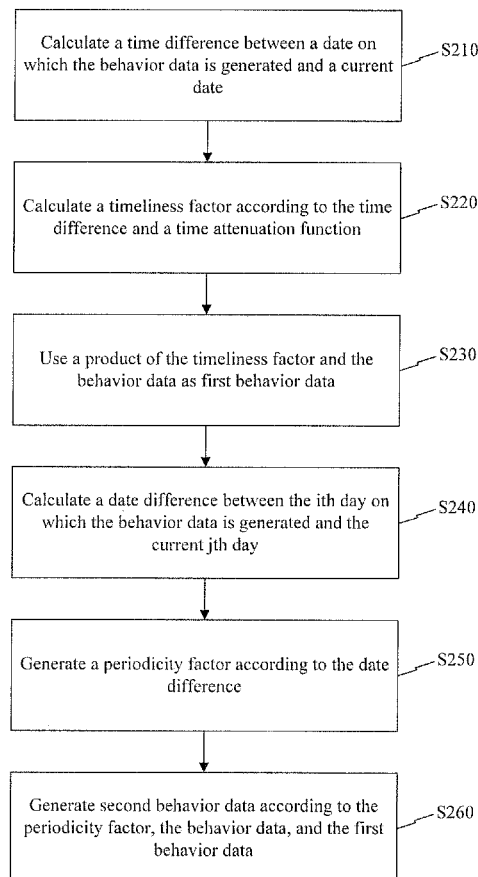 Calculate a time difference between a date on
which the behavior data is generated and a current
date
S210
Calculate a timeliness factor according to the time
difference and a time attenuation function
S220
Use a product of the timeliness factor and the
behavior data as first behavior data
S230
Calculate a date difference between the ith day on
which the behavior data is generated and the
current jth day
S240
Generate a periodicity factor according to the date
difference
S250
Generate second behavior data according to the
periodicity factor, the behavior data, and the first
behavior data
S260